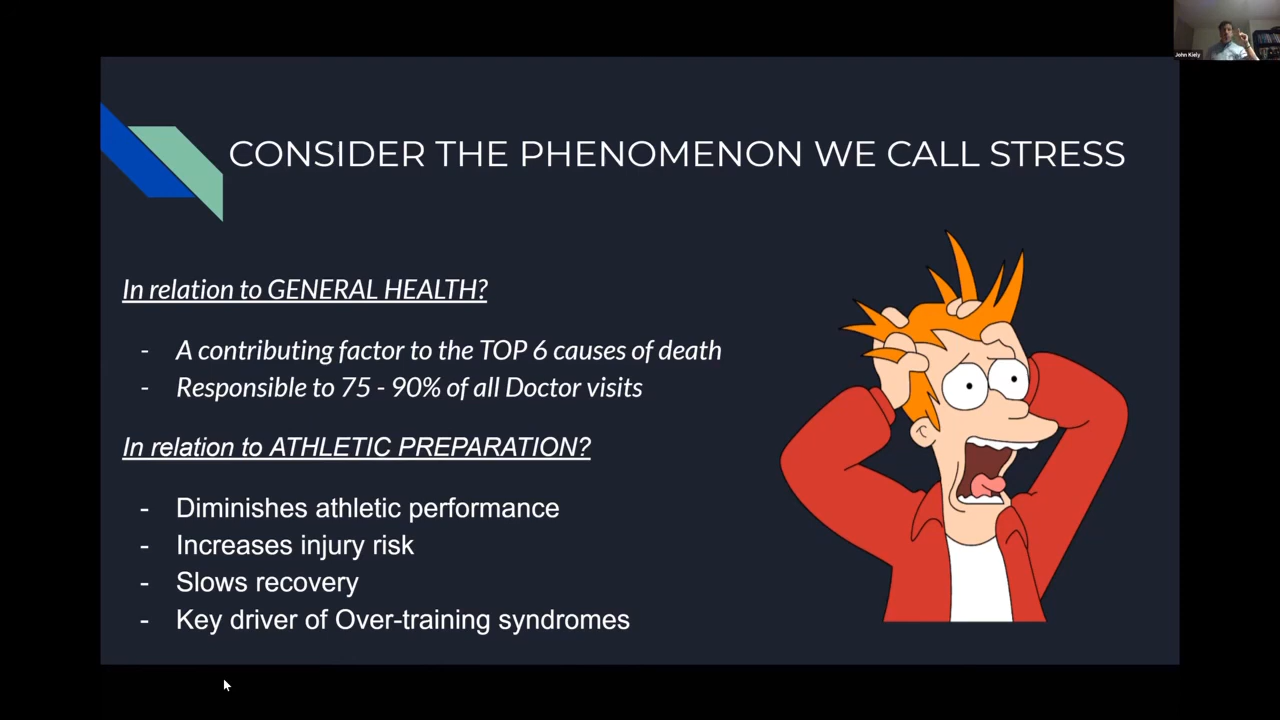 John Kiely
CONSIDER THE PHENOMENON WE CALL STRESS
In relation to GENERAL HEALTH?
- A contributing factor to the TOP 6 causes of death
- Responsible to 75 - 90% of all Doctor visits
In relation to ATHLETIC PREPARATION?
- Diminishes athletic performance
- Increases injury risk
- Slows recovery
- Key driver of Over-training syndromes